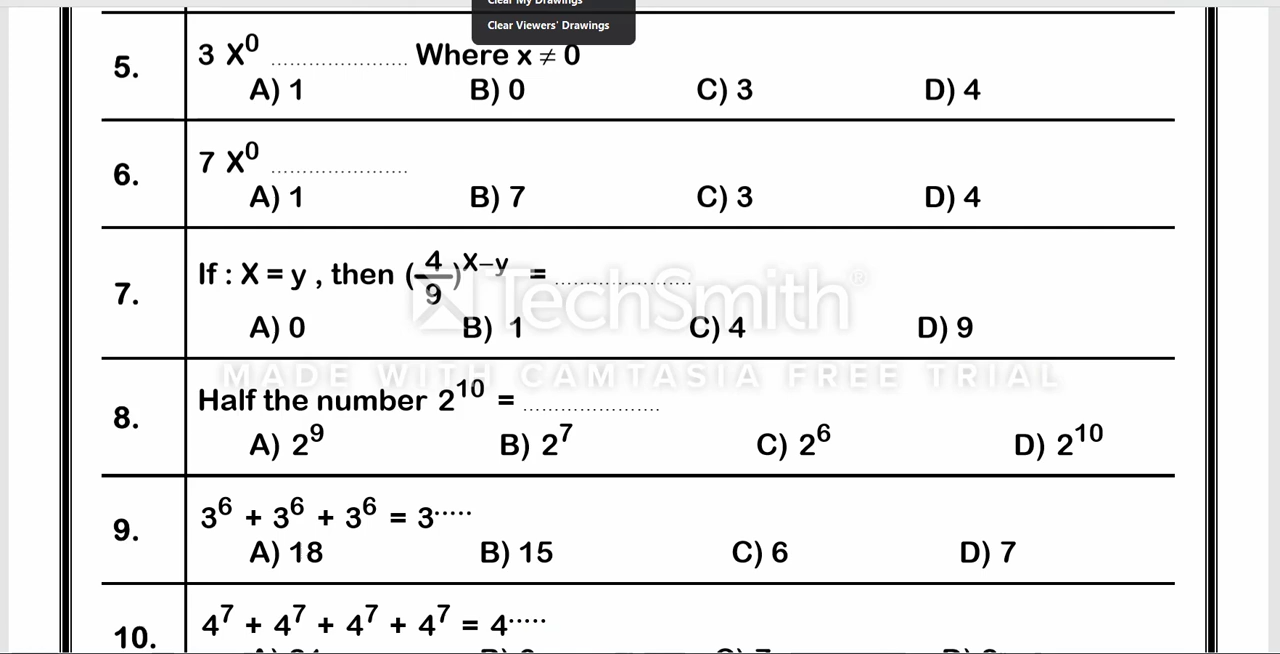 Clear My Drawings
Clear Viewers' Drawings
5. 3 X⁰ ..................... Where x ≠ 0
A) 1 B) 0 C) 3 D) 4
6. 7 X⁰ .....................
A) 1 B) 7 C) 3 D) 4
7. If : X = y , then (4/9)^X−y = .....................
A) 0 B) 1 C) 4 D) 9
TechSmith®
MADE WITH CAMTASIA FREE TRIAL
8. Half the number 2¹⁰ = .....................
A) 2⁹ B) 2⁷ C) 2⁶ D) 2¹⁰
9. 3⁶ + 3⁶ + 3⁶ = 3.....
A) 18 B) 15 C) 6 D) 7
10. 4⁷ + 4⁷ + 4⁷ + 4⁷ = 4.....